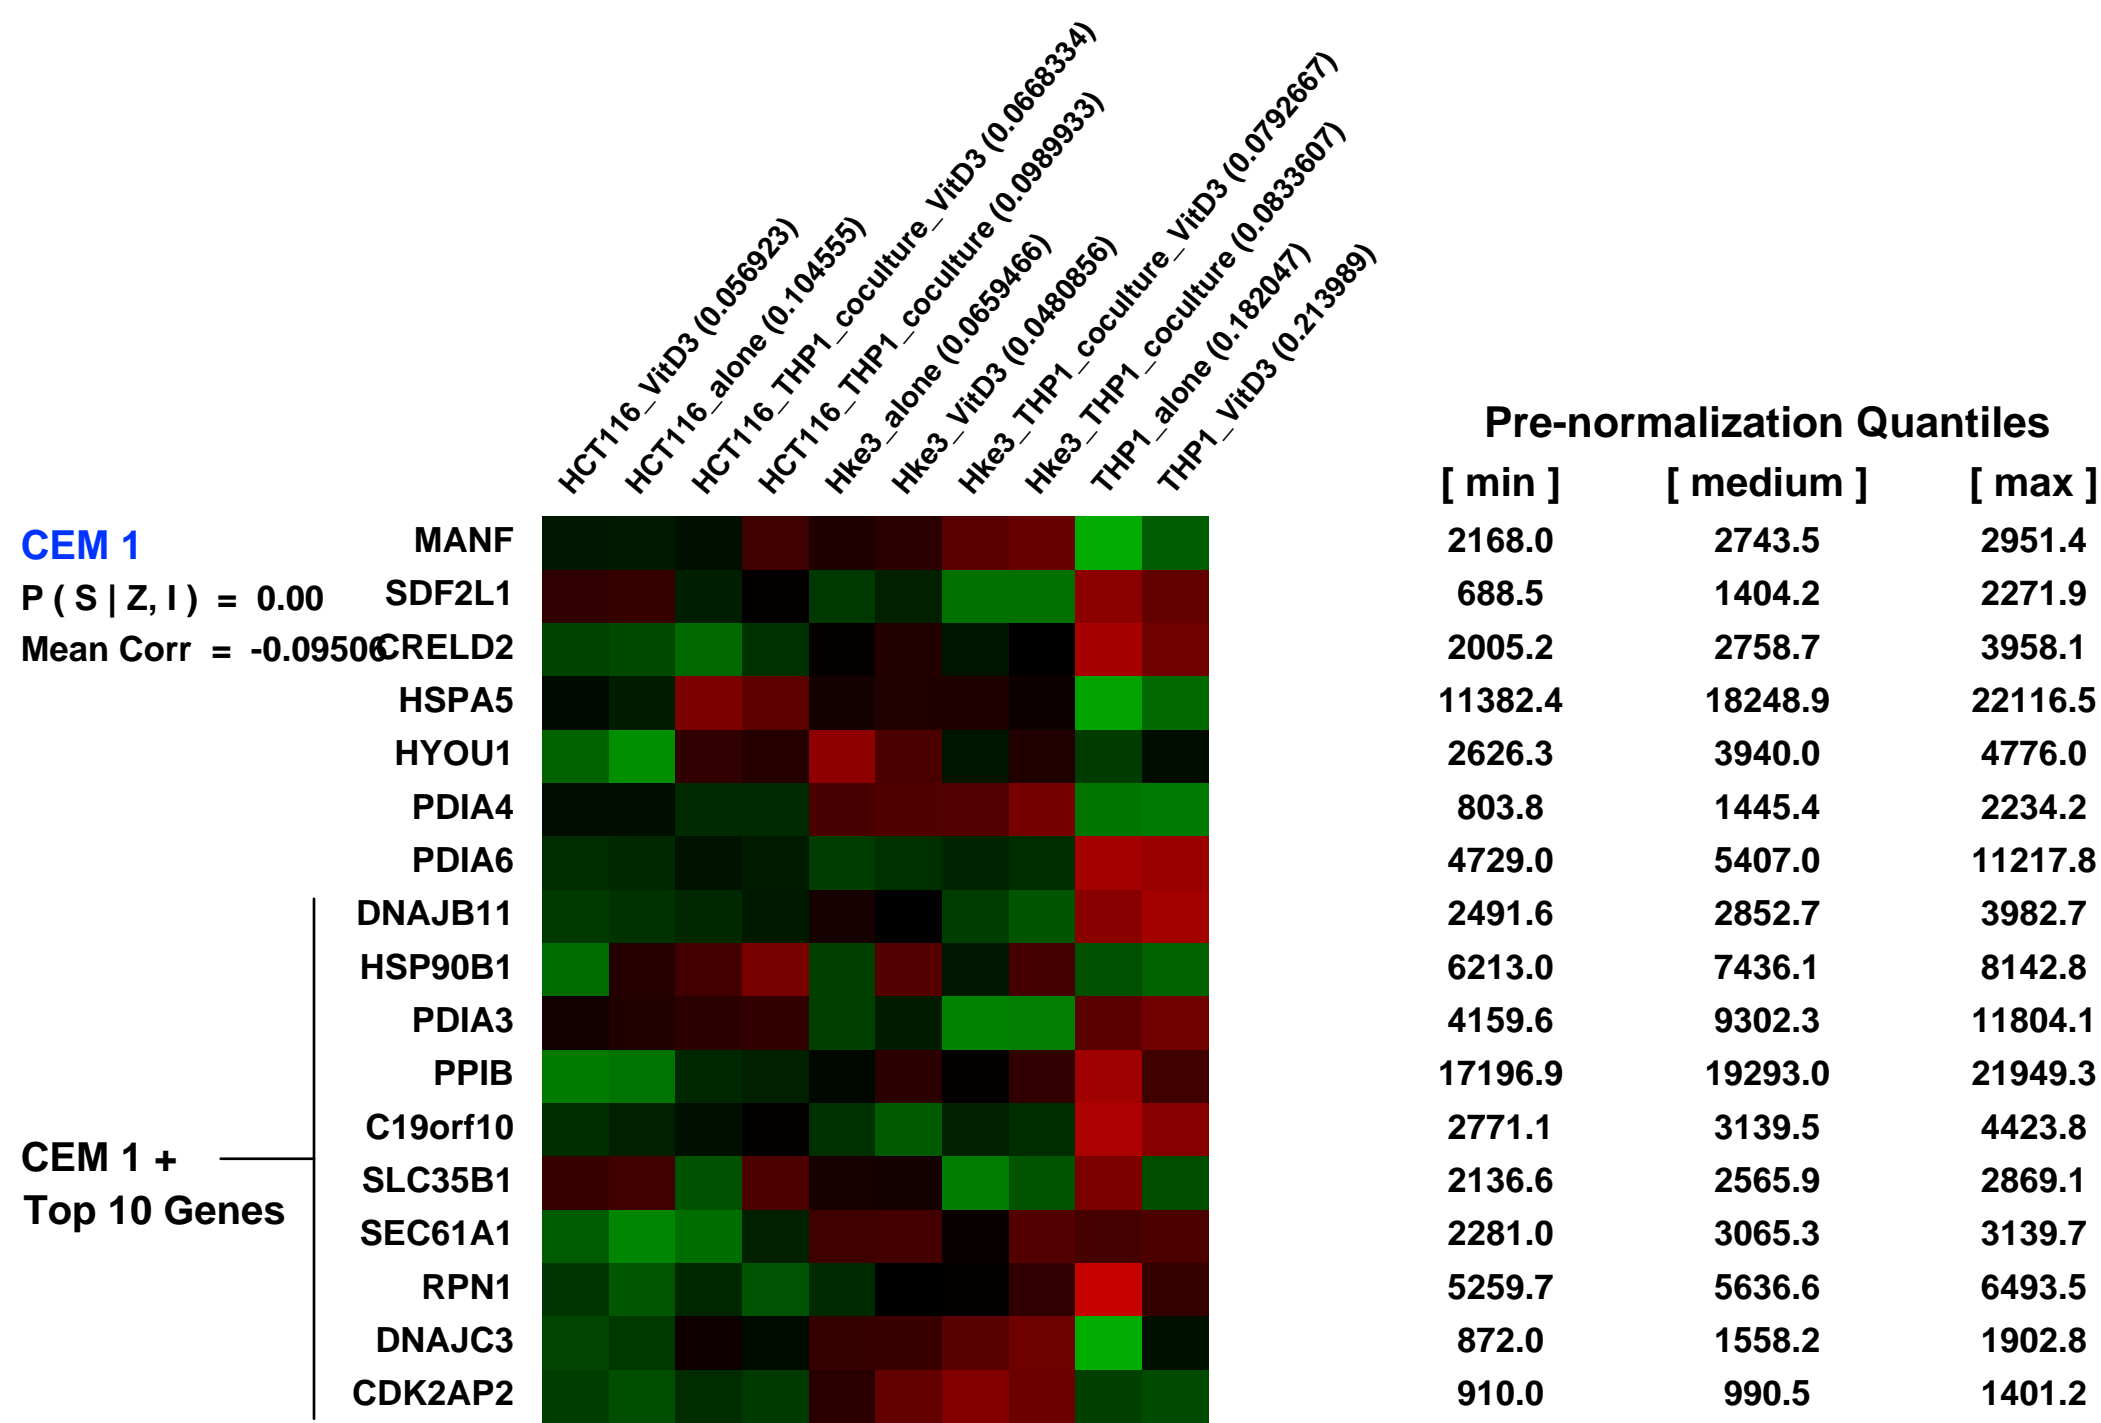 HCT116_VitD3 (0.056923)
HCT116_alone (0.104555)
HCT116_THP1_coculture_VitD3 (0.0668334)
HCT116_THP1_coculture (0.0989933)
Hke3_alone (0.0659466)
Hke3_VitD3 (0.0480856)
Hke3_THP1_coculture_VitD3 (0.0792667)
Hke3_THP1_coculture (0.0833607)
THP1_alone (0.182047)
THP1_VitD3 (0.213989)
Pre-normalization Quantiles
[ min ] [ medium ] [ max ]
CEM 1
P ( S | Z, I ) = 0.00
Mean Corr = -0.09506
MANF 2168.0 2743.5 2951.4
SDF2L1 688.5 1404.2 2271.9
CRELD2 2005.2 2758.7 3958.1
HSPA5 11382.4 18248.9 22116.5
HYOU1 2626.3 3940.0 4776.0
PDIA4 803.8 1445.4 2234.2
PDIA6 4729.0 5407.0 11217.8
DNAJB11 2491.6 2852.7 3982.7
HSP90B1 6213.0 7436.1 8142.8
PDIA3 4159.6 9302.3 11804.1
PPIB 17196.9 19293.0 21949.3
C19orf10 2771.1 3139.5 4423.8
CEM 1 +
Top 10 Genes
SLC35B1 2136.6 2565.9 2869.1
SEC61A1 2281.0 3065.3 3139.7
RPN1 5259.7 5636.6 6493.5
DNAJC3 872.0 1558.2 1902.8
CDK2AP2 910.0 990.5 1401.2